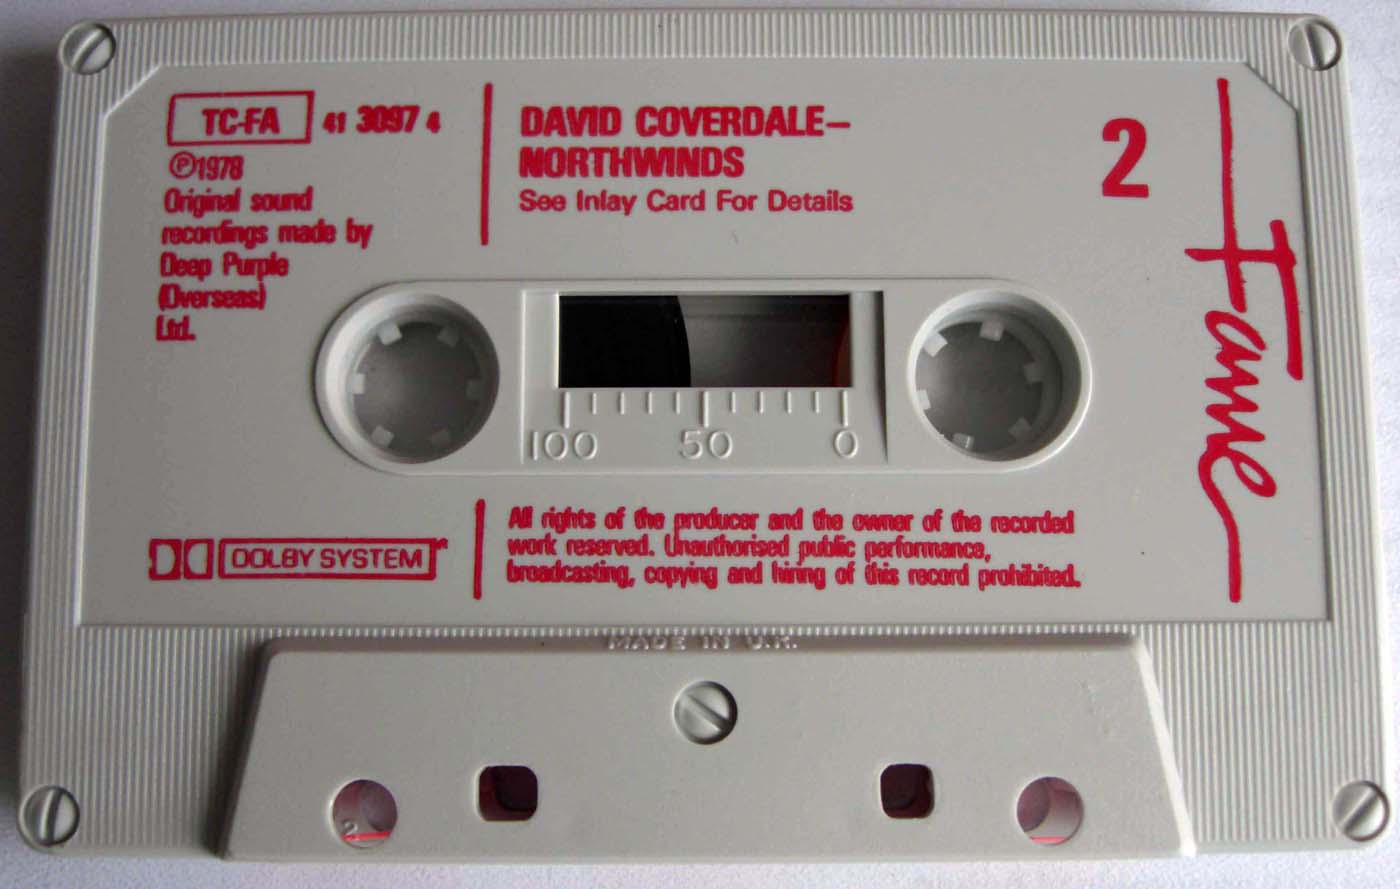 TC-FA 41 3097 4
Ⓟ1978
Original sound
recordings made by
Deep Purple
(Overseas)
Ltd.
DAVID COVERDALE–
NORTHWINDS
See Inlay Card For Details
2
Fame
100 50 0
DOLBY SYSTEM
All rights of the producer and the owner of the recorded
work reserved. Unauthorised public performance,
broadcasting, copying and hiring of this record prohibited.
MADE IN U.K.
2